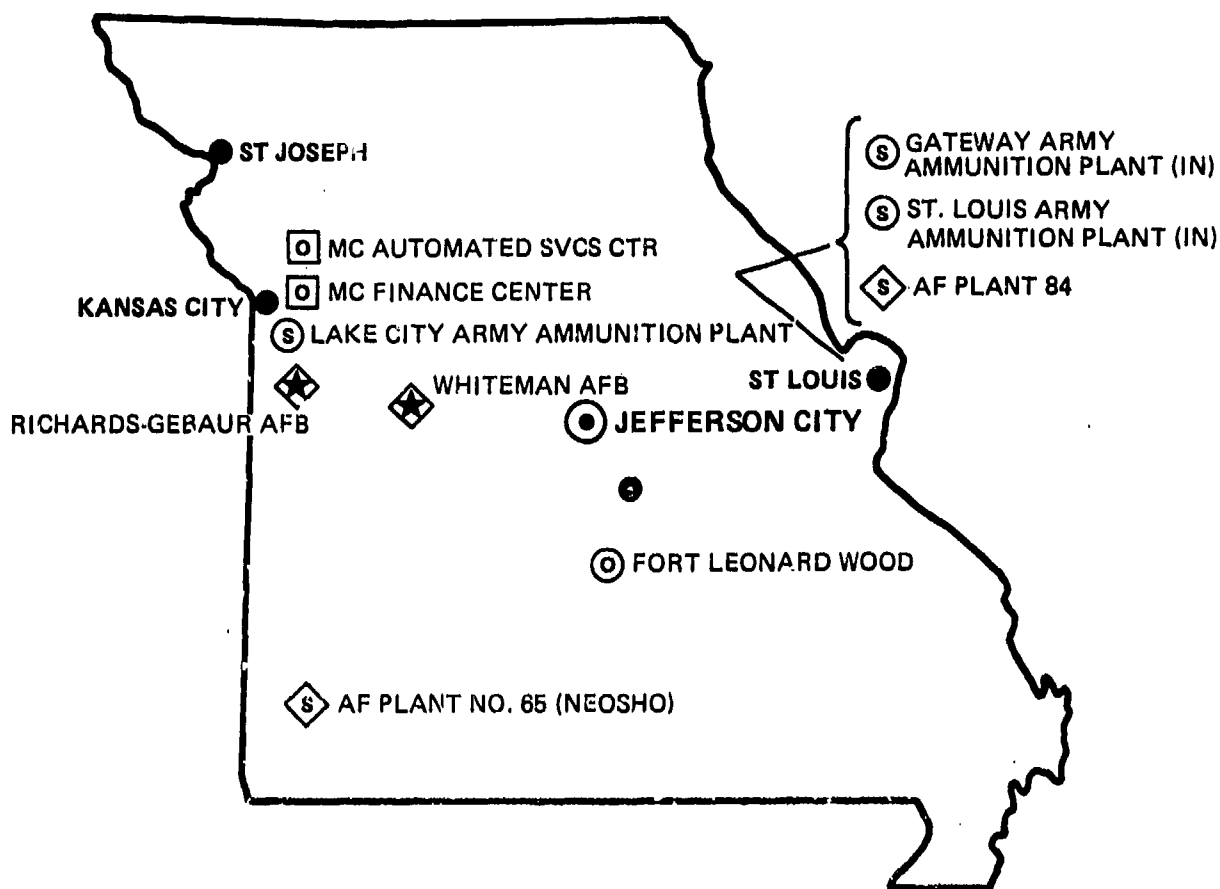 ST JOSEPH
S GATEWAY ARMY
AMMUNITION PLANT (IN)
S ST. LOUIS ARMY
AMMUNITION PLANT (IN)
S AF PLANT 84
O MC AUTOMATED SVCS CTR
KANSAS CITY
O MC FINANCE CENTER
S LAKE CITY ARMY AMMUNITION PLANT
WHITEMAN AFB
ST LOUIS
RICHARDS-GEBAUR AFB
JEFFERSON CITY
O FORT LEONARD WOOD
S AF PLANT NO. 65 (NEOSHO)